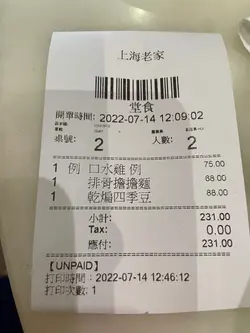 上海老家
堂食
開單時間: 2022-07-14 12:09:02
桌號: 2 人數: 2
1 例 口水雞 例 75.00
1 排骨擔擔麵 68.00
1 乾煸四季豆 88.00
小計: 231.00
Tax: 0.00
應付: 231.00
【UNPAID】
打印時間: 2022-07-14 12:46:12
打印次數: 1